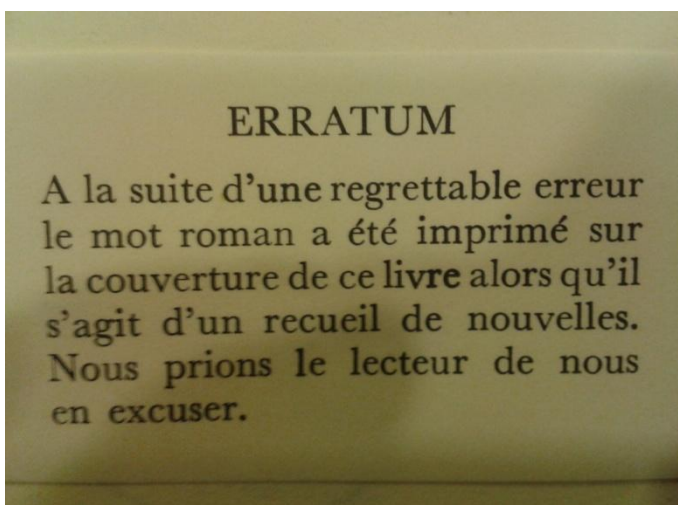 ERRATUM
A la suite d'une regrettable erreur
le mot roman a été imprimé sur
la couverture de ce livre alors qu'il
s'agit d'un recueil de nouvelles.
Nous prions le lecteur de nous
en excuser.